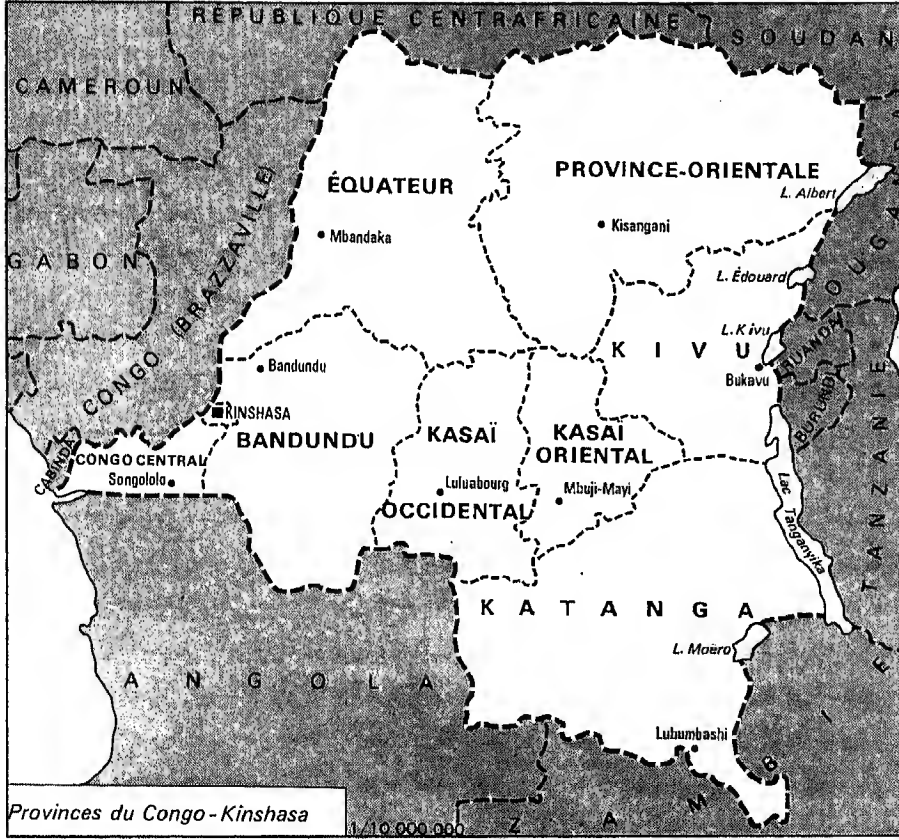 RÉPUBLIQUE CENTRAFRICAINE
SOUDAN
CAMEROUN
ÉQUATEUR
PROVINCE-ORIENTALE
L. Albert
Mbandaka
Kisangani
GABON
CONGO (BRAZZAVILLE)
OUGANDA
L. Édouard
L. Kivu
KIVU
RUANDA
Bukavu
BURUNDI
TANZANIE
Bandundu
KINSHASA
BANDUNDU
KASAÏ
OCCIDENTAL
Luluabourg
KASAÏ
ORIENTAL
Mbuji-Mayi
CABINDA
CONGO CENTRAL
Songololo
Lac Tanganyika
KATANGA
L. Moëro
ANGOLA
Lubumbashi
ZAMBIE
Provinces du Congo-Kinshasa
1/10 000 000